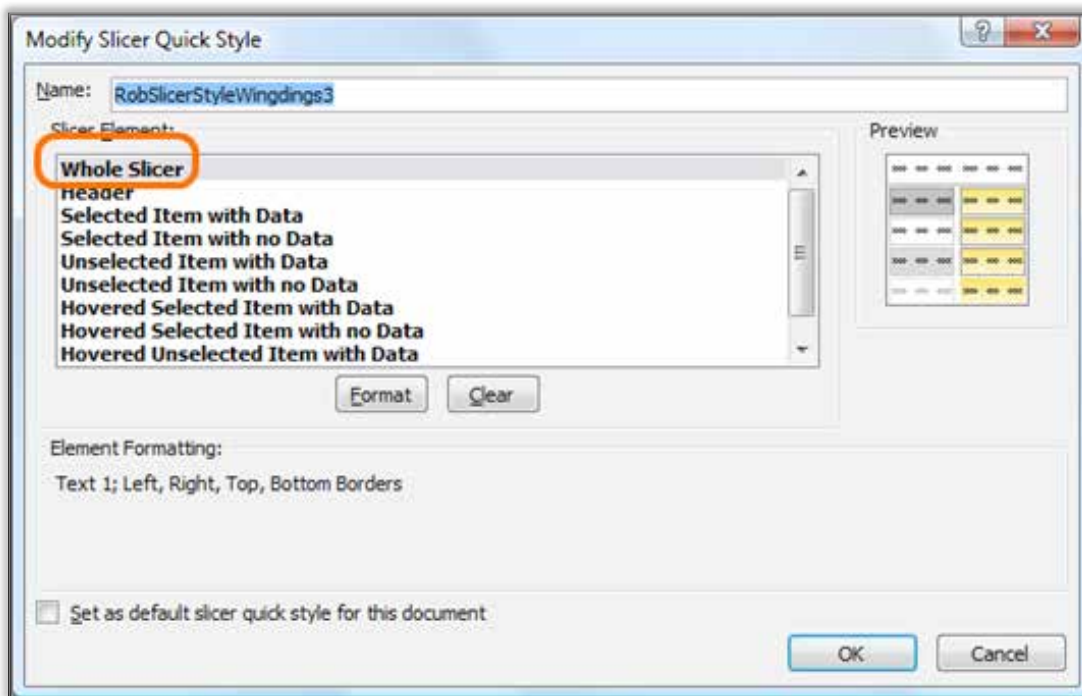 Modify Slicer Quick Style
Name: RobSlicerStyleWingdings3
Slicer Element:
Preview
Whole Slicer
Header
Selected Item with Data
Selected Item with no Data
Unselected Item with Data
Unselected Item with no Data
Hovered Selected Item with Data
Hovered Selected Item with no Data
Hovered Unselected Item with Data
Format Clear
Element Formatting:
Text 1; Left, Right, Top, Bottom Borders
Set as default slicer quick style for this document
OK Cancel